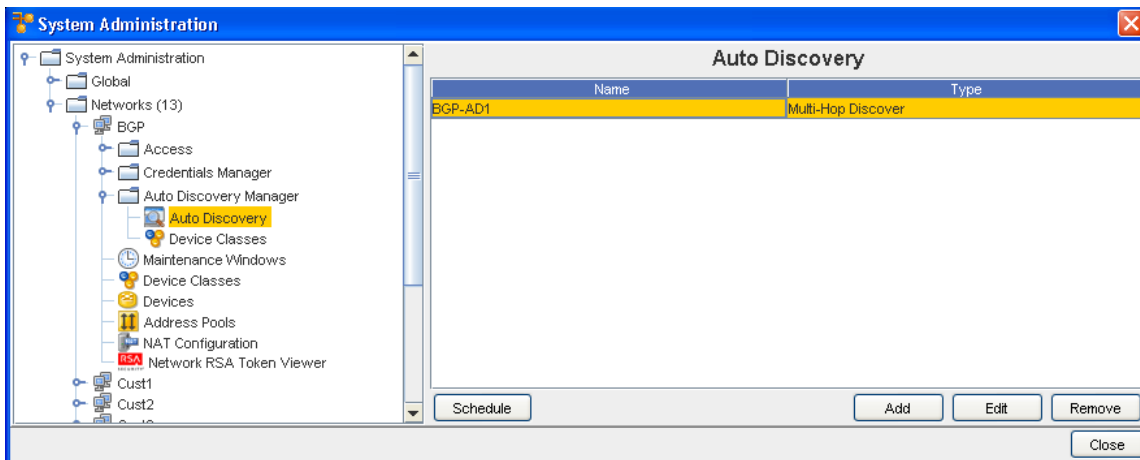 System Administration
System Administration
Global
Networks (13)
BGP
Access
Credentials Manager
Auto Discovery Manager
Auto Discovery
Device Classes
Maintenance Windows
Device Classes
Devices
Address Pools
NAT Configuration
RSA Network RSA Token Viewer
Cust1
Cust2
Auto Discovery
Name Type
BGP-AD1 Multi-Hop Discover
Schedule Add Edit Remove
Close